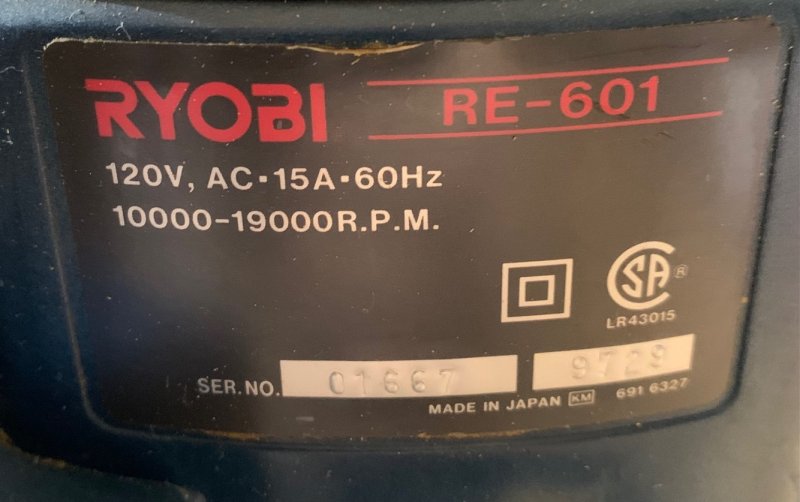 RYOBI RE-601
120V, AC·15A·60Hz
10000-19000R.P.M.
CSA ®
LR43015
SER.NO. 01667 9729
MADE IN JAPAN KM 691 6327